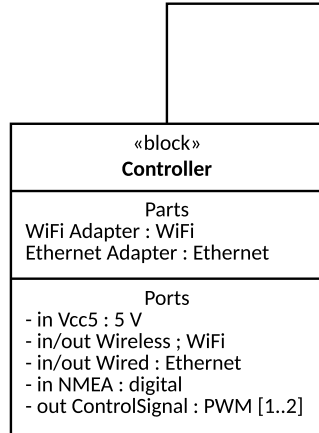 «block»
Controller
Parts
WiFi Adapter : WiFi
Ethernet Adapter : Ethernet
Ports
- in Vcc5 : 5 V
- in/out Wireless ; WiFi
- in/out Wired : Ethernet
- in NMEA : digital
- out ControlSignal : PWM [1..2]